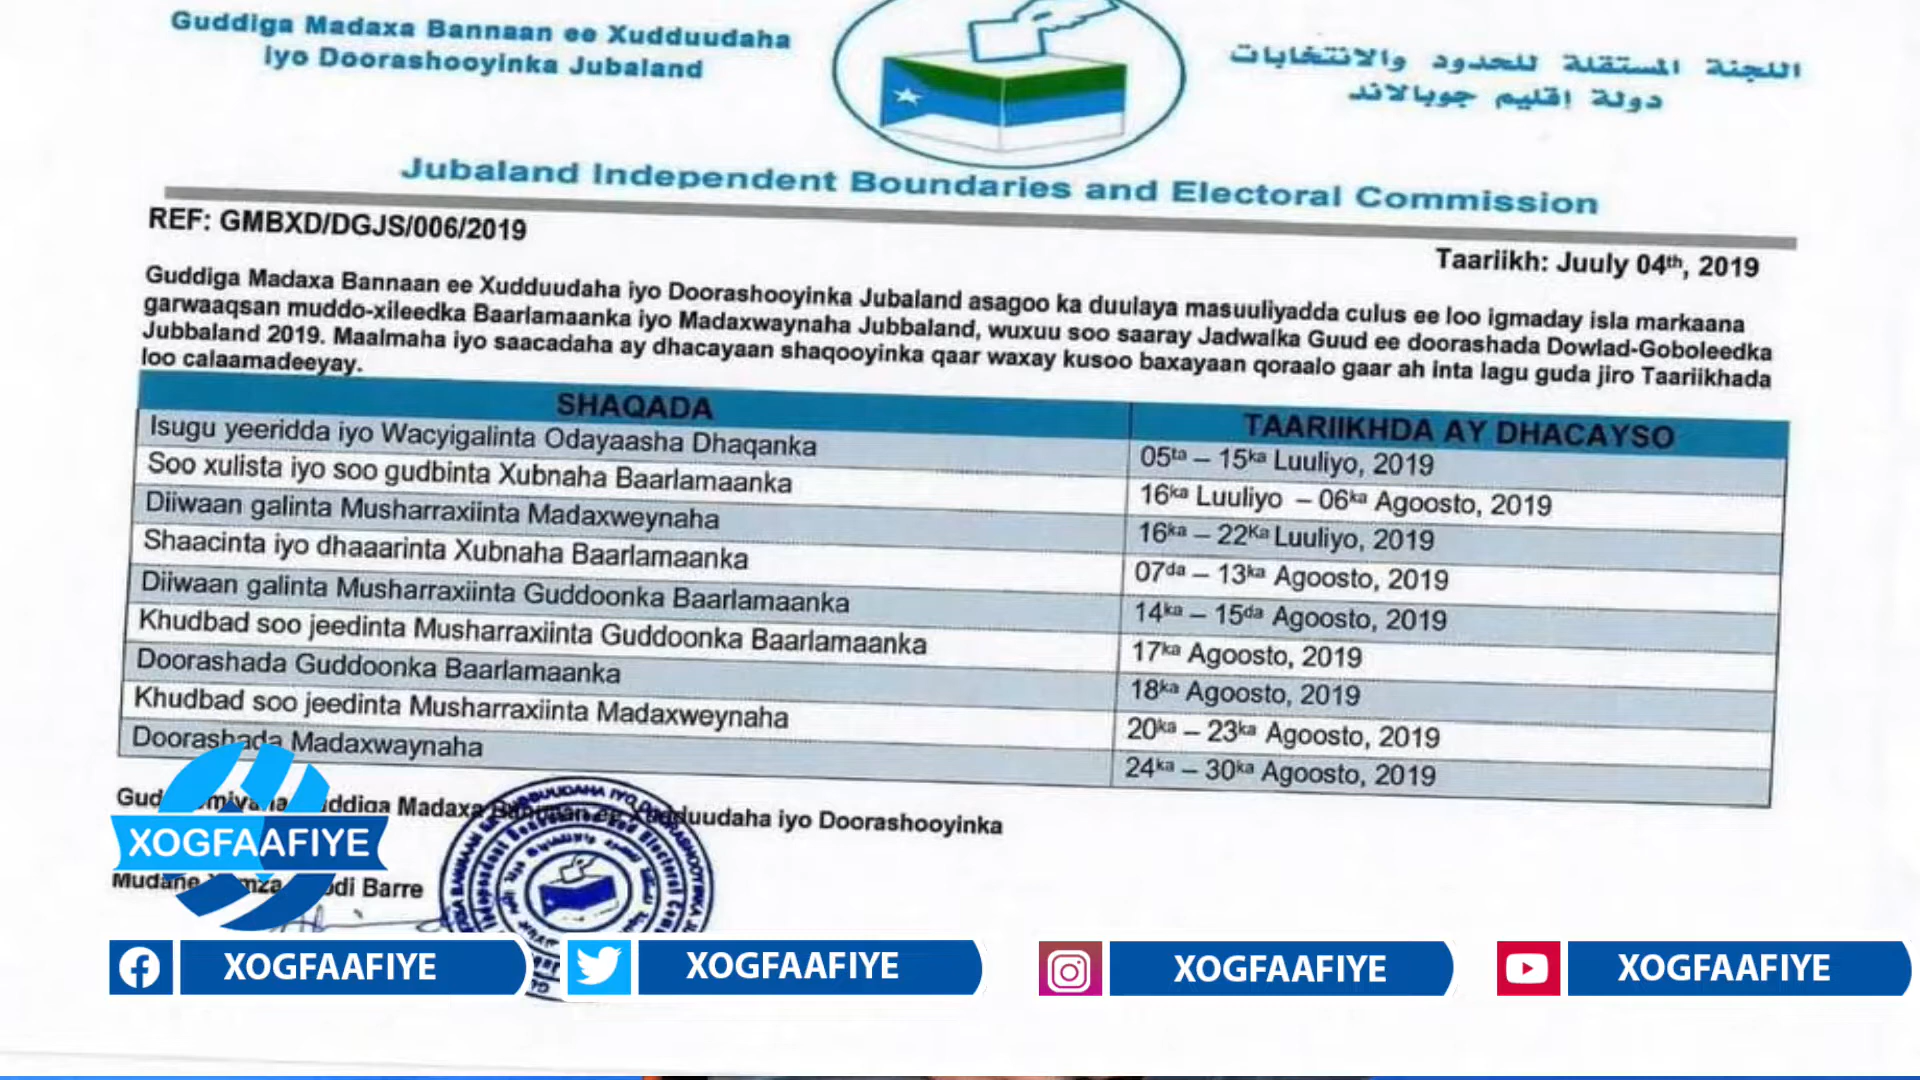 Guddiga Madaxa Bannaan ee Xudduudaha
iyo Doorashooyinka Jubaland
اللجنة المستقلة للحدود والانتخابات
دولة اقليم جوبالاند
Jubaland Independent Boundaries and Electoral Commission
REF: GMBXD/DGJS/006/2019
Taariikh: Juuly 04th, 2019
Guddiga Madaxa Bannaan ee Xudduudaha iyo Doorashooyinka Jubaland asagoo ka duulaya masuuliyadda culus ee loo igmaday isla markaana
garwaaqsan muddo-xileedka Baarlamaanka iyo Madaxwaynaha Jubbaland, wuxuu soo saaray Jadwalka Guud ee doorashada Dowlad-Goboleedka
Jubbaland 2019. Maalmaha iyo saacadaha ay dhacayaan shaqooyinka qaar waxay kusoo baxayaan qoraalo gaar ah inta lagu guda jiro Taariikhada
loo calaamadeeyay.
SHAQADA TAARIIKHDA AY DHACAYSO
Isugu yeeridda iyo Wacyigalinta Odayaasha Dhaqanka 05ta – 15ka Luuliyo, 2019
Soo xulista iyo soo gudbinta Xubnaha Baarlamaanka 16ka Luuliyo – 06ka Agoosto, 2019
Diiwaan galinta Musharraxiinta Madaxweynaha 16ka – 22Ka Luuliyo, 2019
Shaacinta iyo dhaaarinta Xubnaha Baarlamaanka 07da – 13ka Agoosto, 2019
Diiwaan galinta Musharraxiinta Guddoonka Baarlamaanka 14ka – 15da Agoosto, 2019
Khudbad soo jeedinta Musharraxiinta Guddoonka Baarlamaanka 17ka Agoosto, 2019
Doorashada Guddoonka Baarlamaanka 18ka Agoosto, 2019
Khudbad soo jeedinta Musharraxiinta Madaxweynaha 20ka – 23ka Agoosto, 2019
Doorashada Madaxwaynaha 24ka – 30ka Agoosto, 2019
Madaxa Bannaan ee Xudduudaha iyo Doorashooyinka
XOGFAAFIYE
Mudane Barre
XOGFAAFIYE XOGFAAFIYE XOGFAAFIYE XOGFAAFIYE